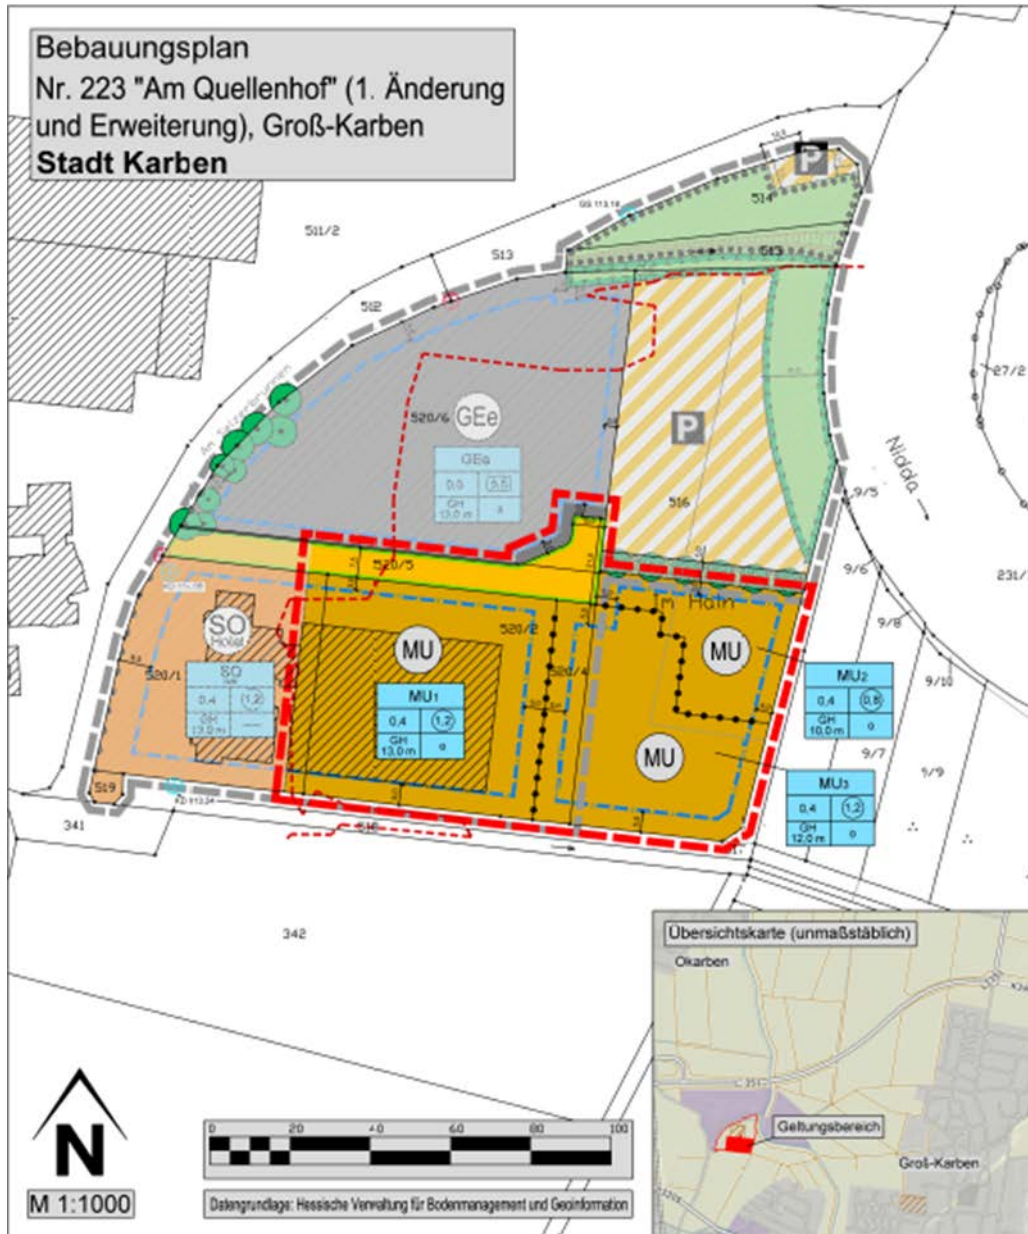 Bebauungsplan
Nr. 223 "Am Quellenhof" (1. Änderung
und Erweiterung), Groß-Karben
Stadt Karben
P
514
511/2
513
513
512
27/2
Am Selzerbrunnen
520/6
GEe
GEe
GH
13,0 m
a
P
516
Nidda
9/5
520/5
9/6
231/
m Hain
9/8
SO
Hotel
520/2
MU
MU
520/1
SO
0,4
1,2
GH
13,0 m
MU1
0,4
1,2
GH
13,0 m
o
520/4
MU2
0,4
0,8
GH
10,0 m
o
9/10
9/7
9/9
MU
MU3
0,4
1,2
GH
12,0 m
o
519
341
518
342
Übersichtskarte (unmaßstäblich)
Okarben
Geltungsbereich
Groß-Karben
N
M 1:1000
0 20 40 60 80 100
Datengrundlage: Hessische Verwaltung für Bodenmanagement und Geoinformation